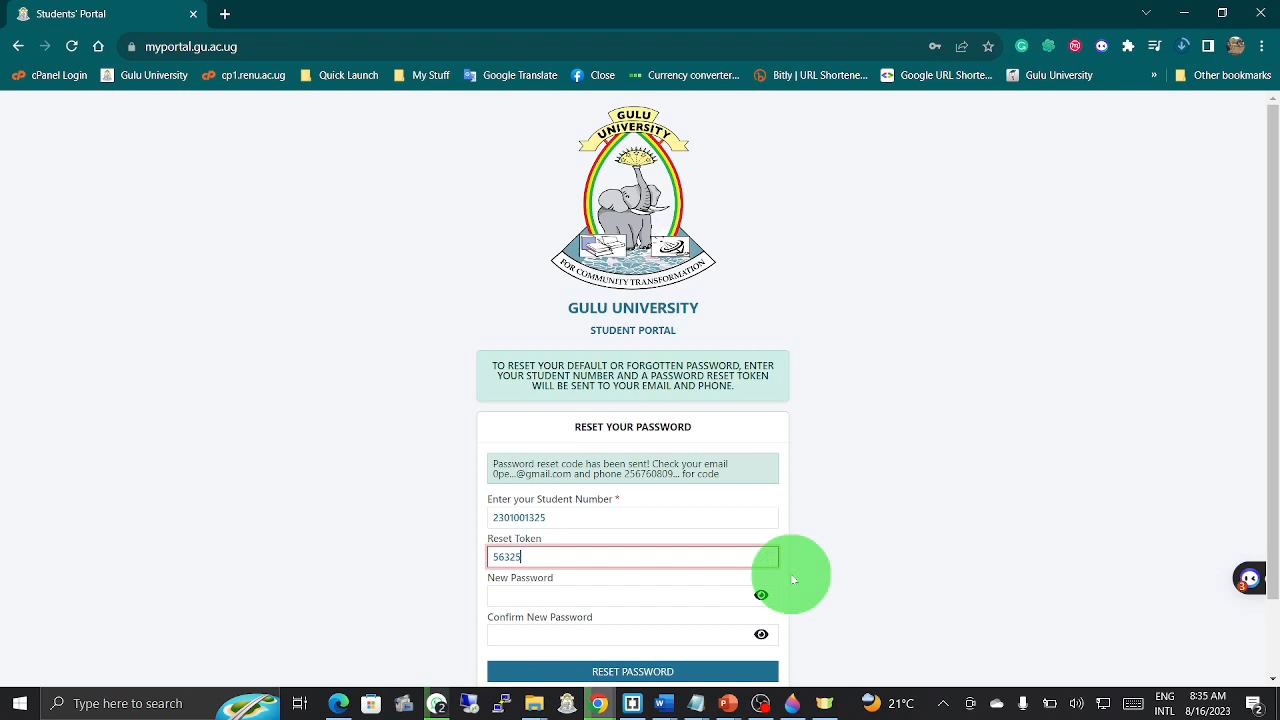 Students' Portal
myportal.gu.ac.ug
cPanel Login Gulu University cp1.renu.ac.ug Quick Launch My Stuff Google Translate Close Currency converter... Bitly | URL Shortene... Google URL Shorte... Gulu University » Other bookmarks
GULU
UNIVERSITY
FOR COMMUNITY TRANSFORMATION
GULU UNIVERSITY
STUDENT PORTAL
TO RESET YOUR DEFAULT OR FORGOTTEN PASSWORD, ENTER
YOUR STUDENT NUMBER AND A PASSWORD RESET TOKEN
WILL BE SENT TO YOUR EMAIL AND PHONE.
RESET YOUR PASSWORD
Password reset code has been sent! Check your email
0pe...@gmail.com and phone 256760809... for code
Enter your Student Number *
2301001325
Reset Token
56325
New Password
3
Confirm New Password
RESET PASSWORD
Type here to search
21°C
ENG
INTL
8:35 AM
8/16/2023
2